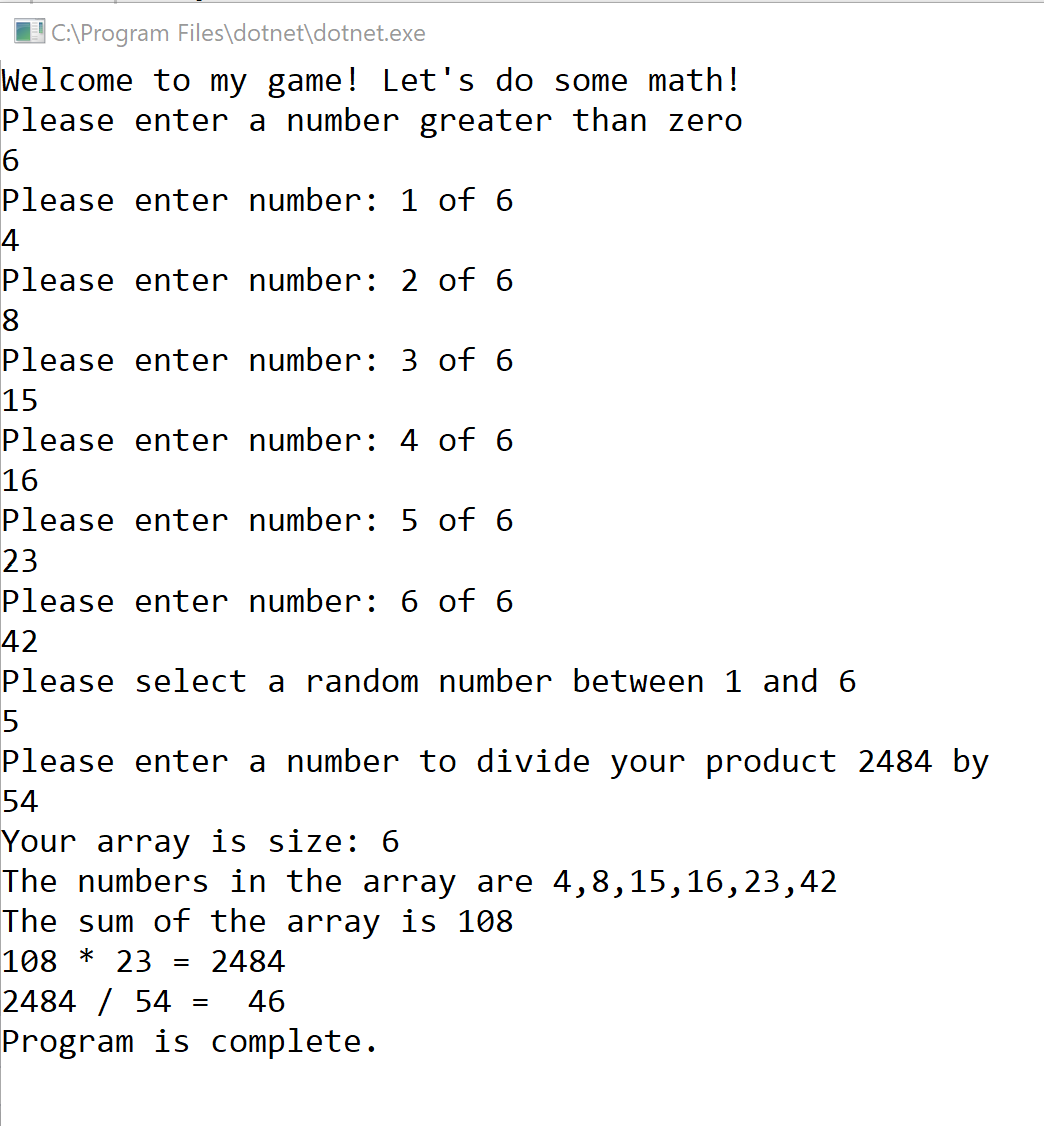 C:\Program Files\dotnet\dotnet.exe
Welcome to my game! Let's do some math!
Please enter a number greater than zero
6
Please enter number: 1 of 6
4
Please enter number: 2 of 6
8
Please enter number: 3 of 6
15
Please enter number: 4 of 6
16
Please enter number: 5 of 6
23
Please enter number: 6 of 6
42
Please select a random number between 1 and 6
5
Please enter a number to divide your product 2484 by
54
Your array is size: 6
The numbers in the array are 4,8,15,16,23,42
The sum of the array is 108
108 * 23 = 2484
2484 / 54 =  46
Program is complete.